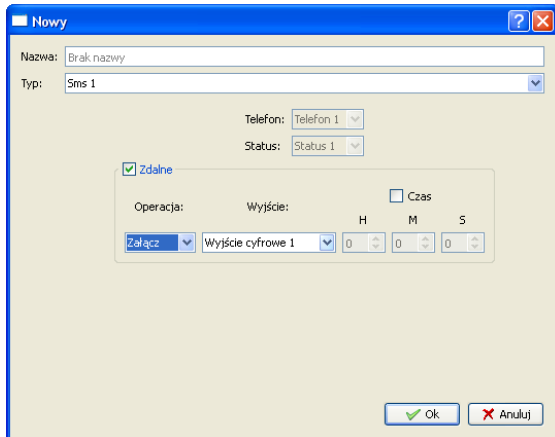 Nowy
Nazwa: Brak nazwy
Typ: Sms 1
Telefon: Telefon 1
Status: Status 1
Zdalne
Czas
Operacja: Wyjście:
H M S
Załącz Wyjście cyfrowe 1 0 0 0
Ok Anuluj